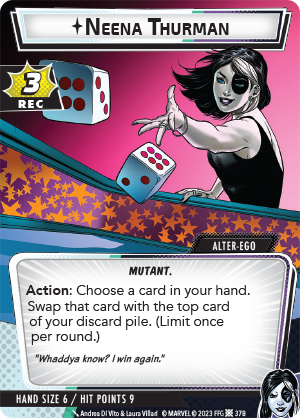 NEENA THURMAN
3
REC
ALTER-EGO
MUTANT.
Action: Choose a card in your hand.
Swap that card with the top card
of your discard pile. (Limit once
per round.)
"Whaddya know? I win again."
HAND SIZE 6 / HIT POINTS 9
Andrea Di Vito & Laura Villari © MARVEL © 2023 FFG 37B